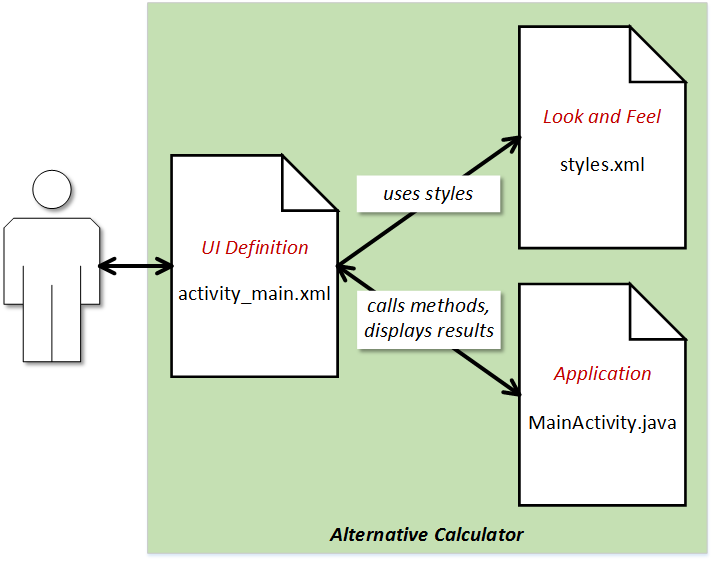 Look and Feel
styles.xml
uses styles
UI Definition
activity_main.xml
calls methods,
displays results
Application
MainActivity.java
Alternative Calculator